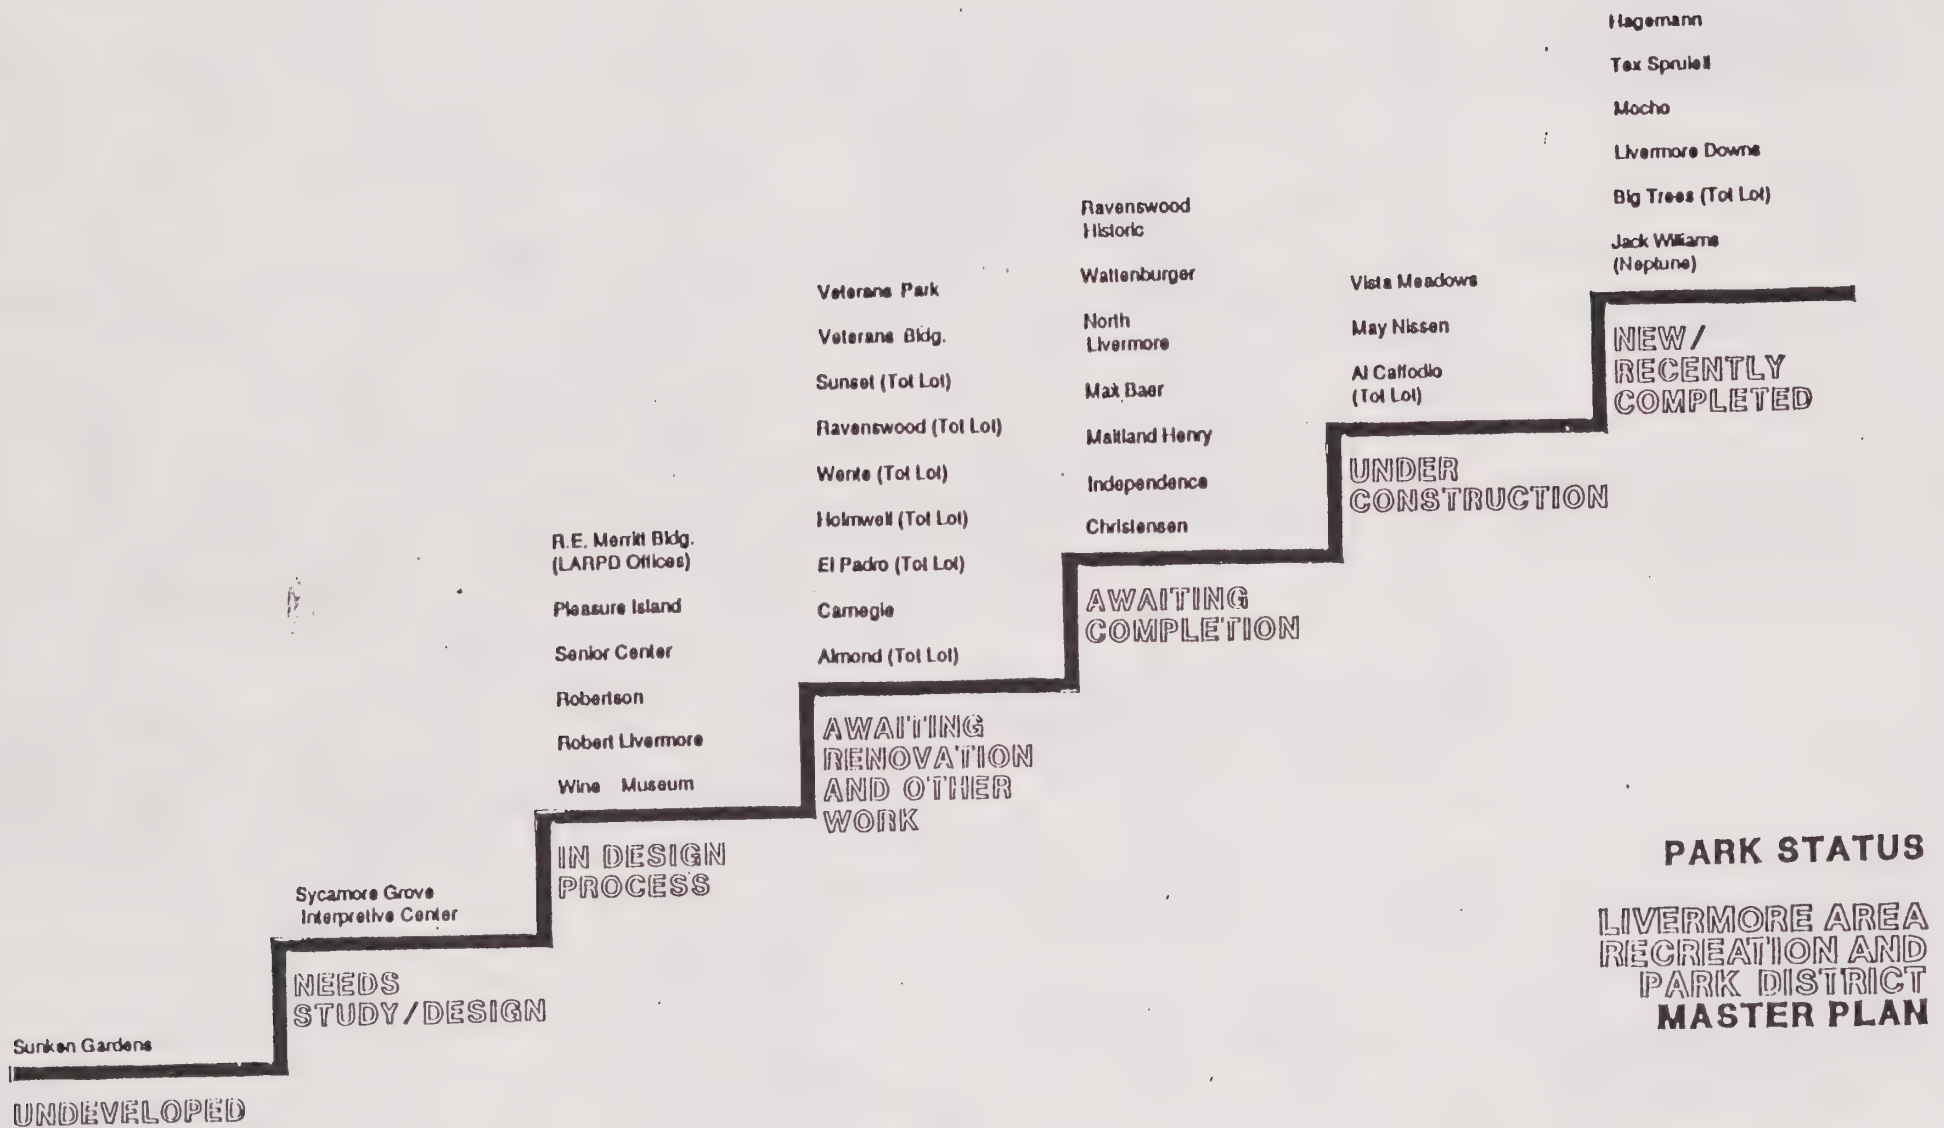 Hagemann
Tex Spruiell
Mocho
Livermore Downs
Big Trees (Tot Lot)
Jack Williams
(Neptune)
NEW/
RECENTLY
COMPLETED
Vista Meadows
May Nissen
Al Caffodio
(Tot Lot)
UNDER
CONSTRUCTION
Ravenswood
Historic
Wattenburger
North
Livermore
Max Baer
Maitland Henry
Independence
Christensen
AWAITING
COMPLETION
Veterans Park
Veterans Bldg.
Sunset (Tot Lot)
Ravenswood (Tot Lot)
Wente (Tot Lot)
Holmwell (Tot Lot)
El Padro (Tot Lot)
Carnegie
Almond (Tot Lot)
AWAITING
RENOVATION
AND OTHER
WORK
R.E. Merritt Bldg.
(LARPD Offices)
Pleasure Island
Senior Center
Robertson
Robert Livermore
Wine Museum
IN DESIGN
PROCESS
Sycamore Grove
Interpretive Center
NEEDS
STUDY/DESIGN
Sunken Gardens
UNDEVELOPED
PARK STATUS
LIVERMORE AREA
RECREATION AND
PARK DISTRICT
MASTER PLAN